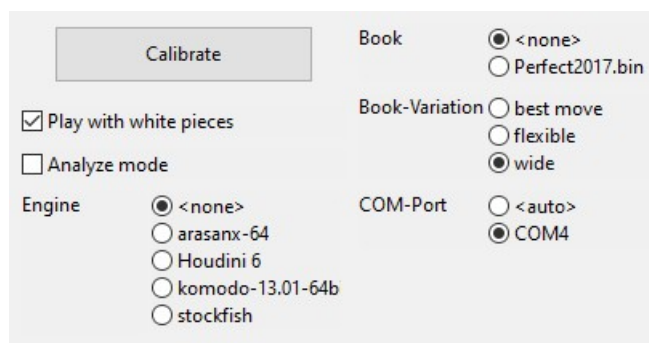 Calibrate
Play with white pieces
Analyze mode
Engine
<none>
arasanx-64
Houdini 6
komodo-13.01-64b
stockfish
Book
<none>
Perfect2017.bin
Book-Variation
best move
flexible
wide
COM-Port
<auto>
COM4